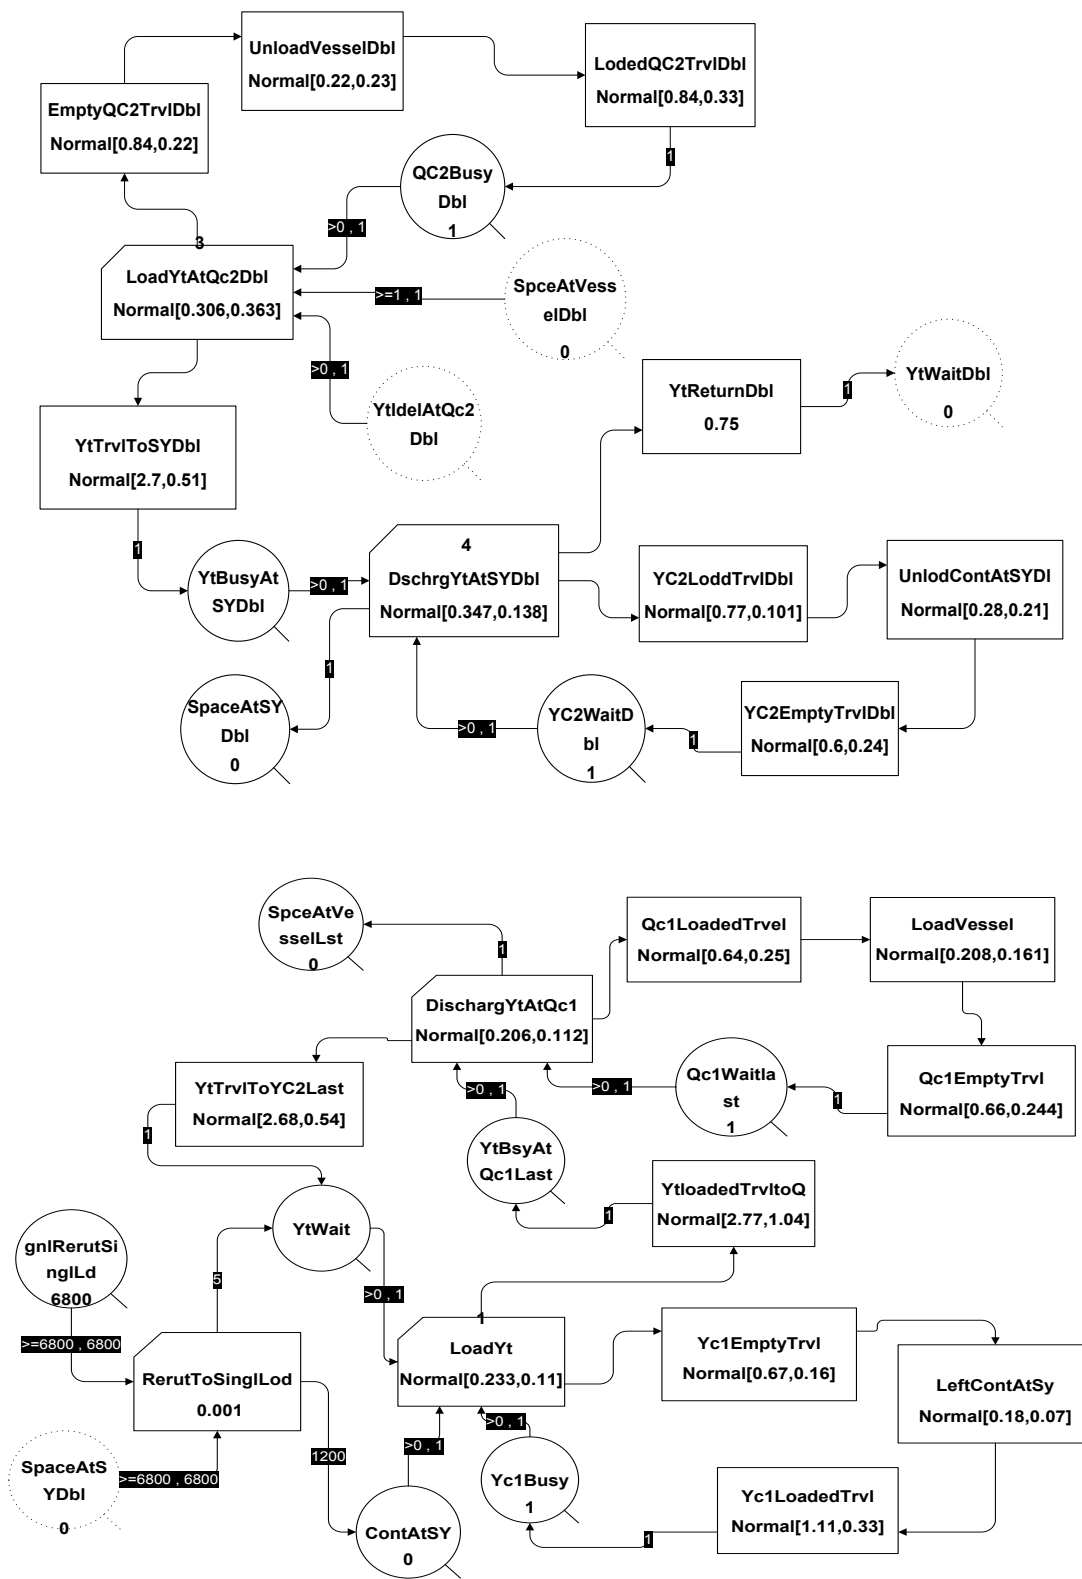 UnloadVesselDbl
Normal[0.22,0.23]
LodedQC2TrvlDbl
Normal[0.84,0.33]
EmptyQC2TrvlDbl
Normal[0.84,0.22]
1
QC2Busy
Dbl
1
>0 , 1
3
LoadYtAtQc2Dbl
Normal[0.306,0.363]
>=1 , 1
SpceAtVess
elDbl
0
>0 , 1
YtIdelAtQc2
Dbl
YtReturnDbl
0.75
1
YtWaitDbl
0
YtTrvlToSYDbl
Normal[2.7,0.51]
1
YtBusyAt
SYDbl
>0 , 1
4
DschrgYtAtSYDbl
Normal[0.347,0.138]
YC2LoddTrvlDbl
Normal[0.77,0.101]
UnlodContAtSYDl
Normal[0.28,0.21]
1
SpaceAtSY
Dbl
0
>0 , 1
YC2WaitD
bl
1
1
YC2EmptyTrvlDbl
Normal[0.6,0.24]
SpceAtVe
sselLst
0
1
Qc1LoadedTrvel
Normal[0.64,0.25]
LoadVessel
Normal[0.208,0.161]
DischargYtAtQc1
Normal[0.206,0.112]
YtTrvlToYC2Last
Normal[2.68,0.54]
1
>0 , 1
>0 , 1
Qc1Waitla
st
1
1
Qc1EmptyTrvl
Normal[0.66,0.244]
YtBsyAt
Qc1Last
1
YtloadedTrvltoQ
Normal[2.77,1.04]
YtWait
gnlRerutSi
nglLd
6800
5
>0 , 1
>=6800 , 6800
RerutToSinglLod
0.001
1
LoadYt
Normal[0.233,0.11]
Yc1EmptyTrvl
Normal[0.67,0.16]
LeftContAtSy
Normal[0.18,0.07]
>0 , 1
>0 , 1
1200
SpaceAtS
YDbl
0
>=6800 , 6800
ContAtSY
0
Yc1Busy
1
1
Yc1LoadedTrvl
Normal[1.11,0.33]